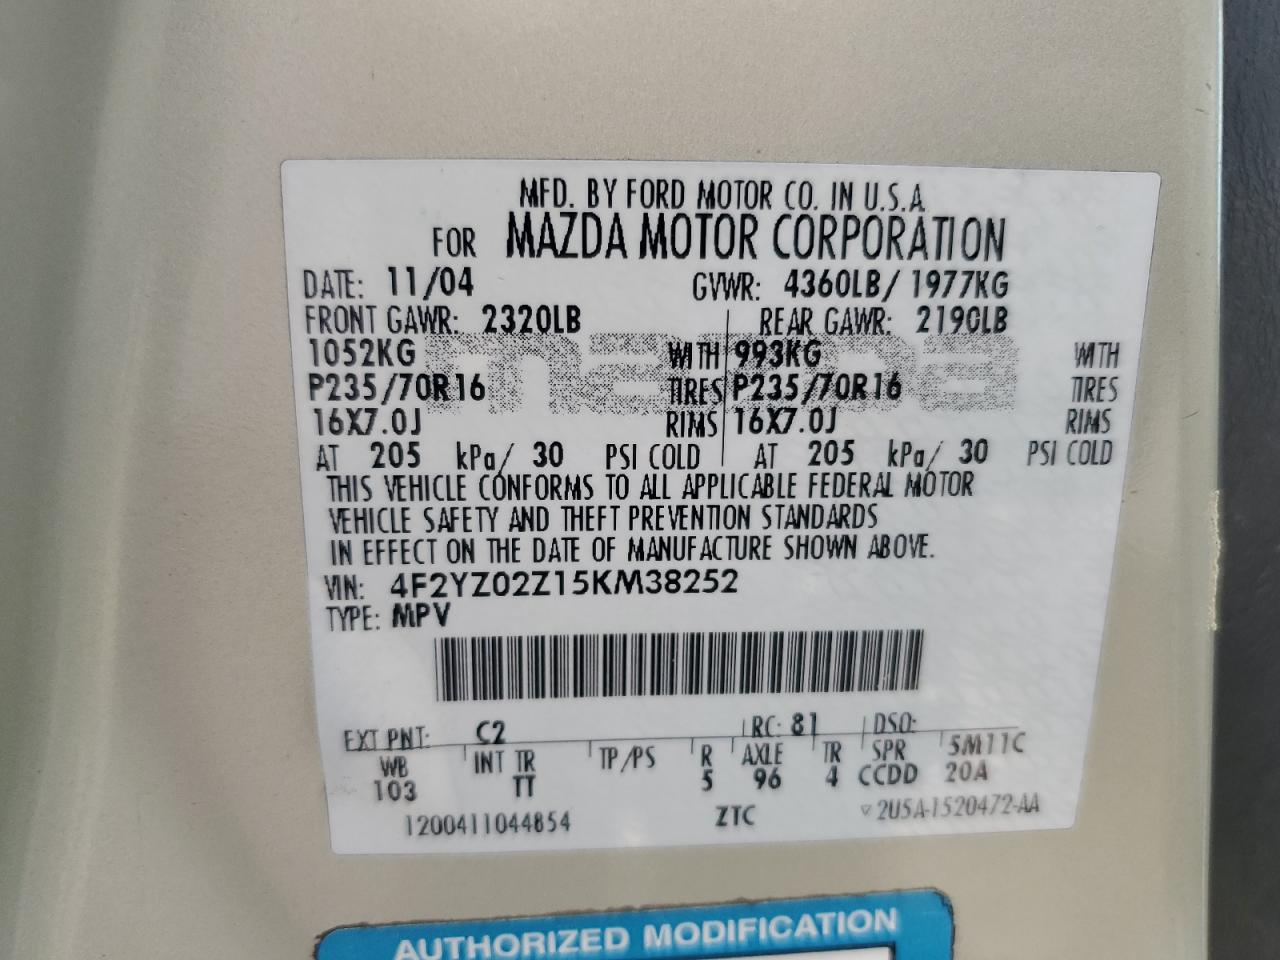 MFD. BY FORD MOTOR CO. IN U.S.A.
FOR MAZDA MOTOR CORPORATION
DATE: 11/04 GVWR: 4360LB/ 1977KG
FRONT GAWR: 2320LB REAR GAWR: 2190LB
mazda
1052KG WITH 993KG WITH
P235/70R16 TIRES P235/70R16 TIRES
16X7.0J RIMS 16X7.0J RIMS
AT 205 kPa/ 30 PSI COLD AT 205 kPa/ 30 PSI COLD
THIS VEHICLE CONFORMS TO ALL APPLICABLE FEDERAL MOTOR
VEHICLE SAFETY AND THEFT PREVENTION STANDARDS
IN EFFECT ON THE DATE OF MANUFACTURE SHOWN ABOVE.
VIN: 4F2YZ02Z15KM38252
TYPE: MPV
EXT PNT: C2 RC: 81 DSO:
WB INT TR TP/PS R AXLE TR SPR 5M11C
103 TT 5 96 4 CCDD 20A
1200411044854 ZTC 2U5A-1520472-AA
AUTHORIZED MODIFICATION